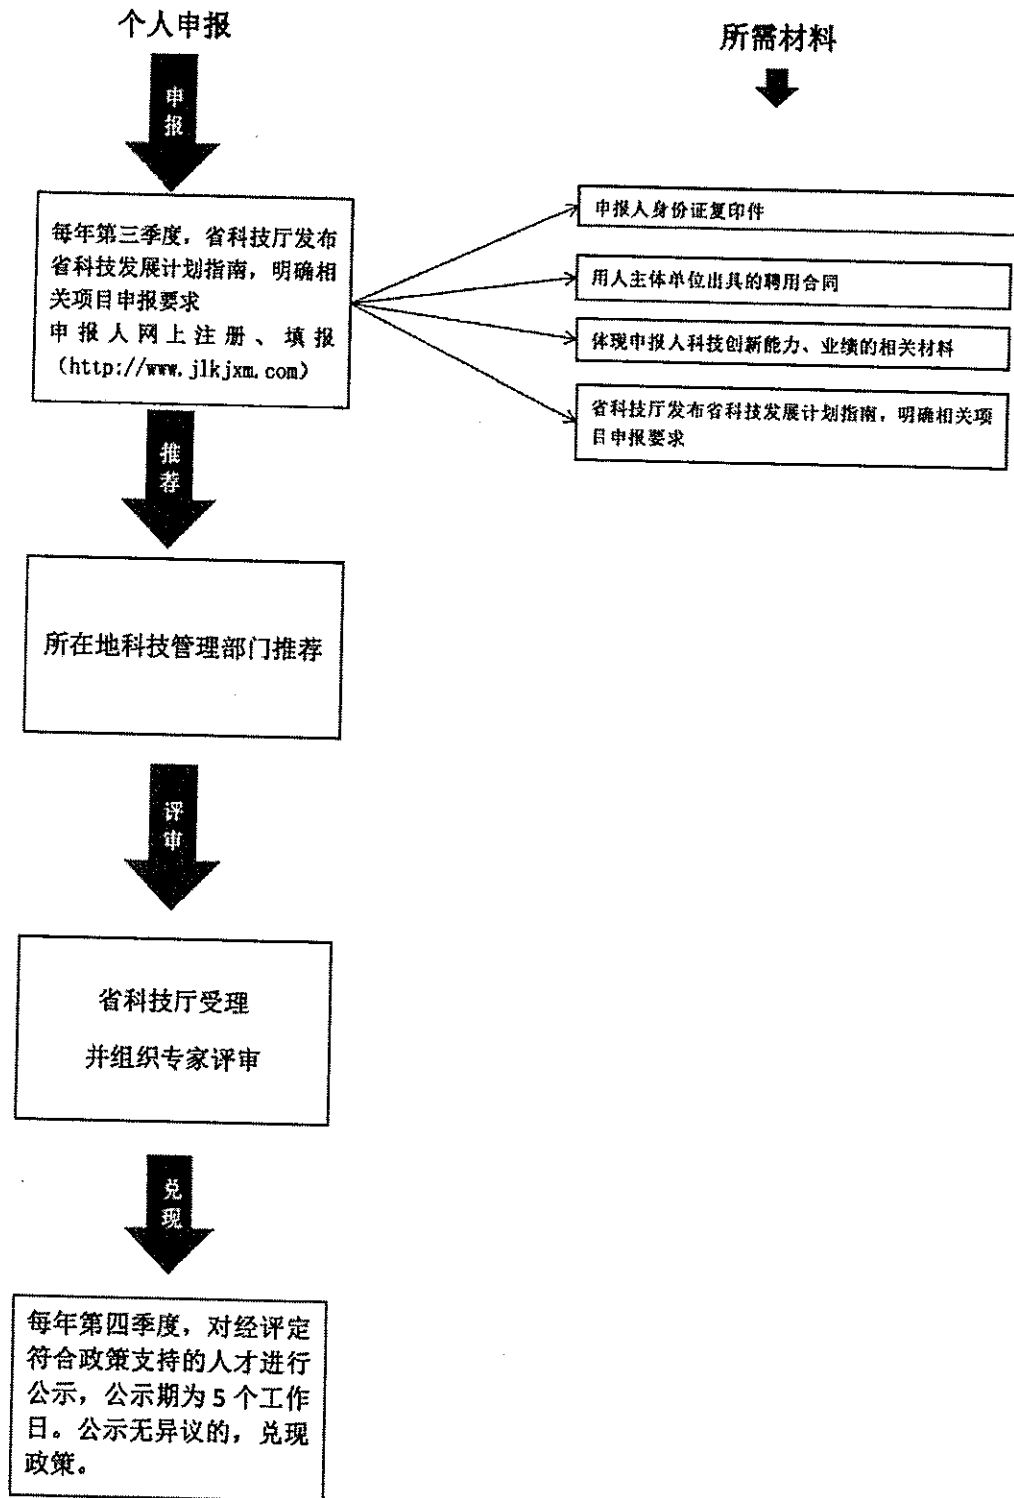 个人申报
申报
每年第三季度，省科技厅发布
省科技发展计划指南，明确相
关项目申报要求
申报人网上注册、填报
（http://www.jlkjxm.com）
推荐
所在地科技管理部门推荐
评审
省科技厅受理
并组织专家评审
兑现
每年第四季度，对经评定
符合政策支持的人才进行
公示，公示期为 5 个工作
日。公示无异议的，兑现
政策。
所需材料
申报人身份证复印件
用人主体单位出具的聘用合同
体现申报人科技创新能力、业绩的相关材料
省科技厅发布省科技发展计划指南，明确相关项
目申报要求